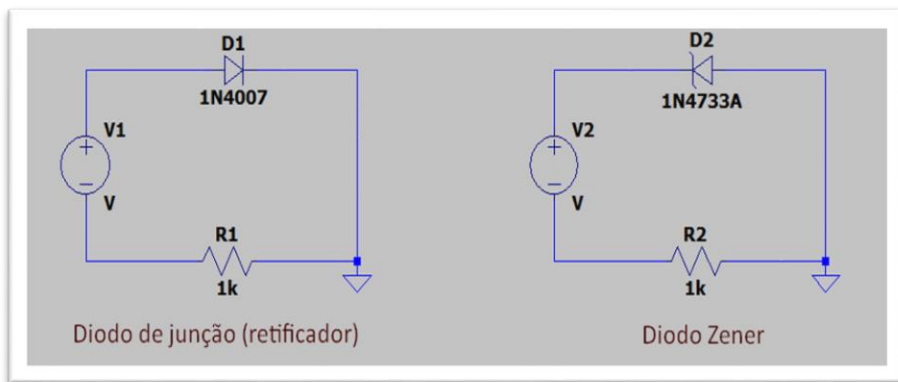 D1
1N4007
V1
+
−
V
R1
1k
Diodo de junção (retificador)
D2
1N4733A
V2
+
−
V
R2
1k
Diodo Zener